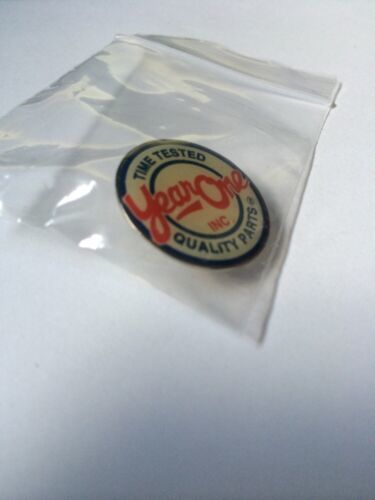 TIME TESTED
Year One
INC
QUALITY PARTS®